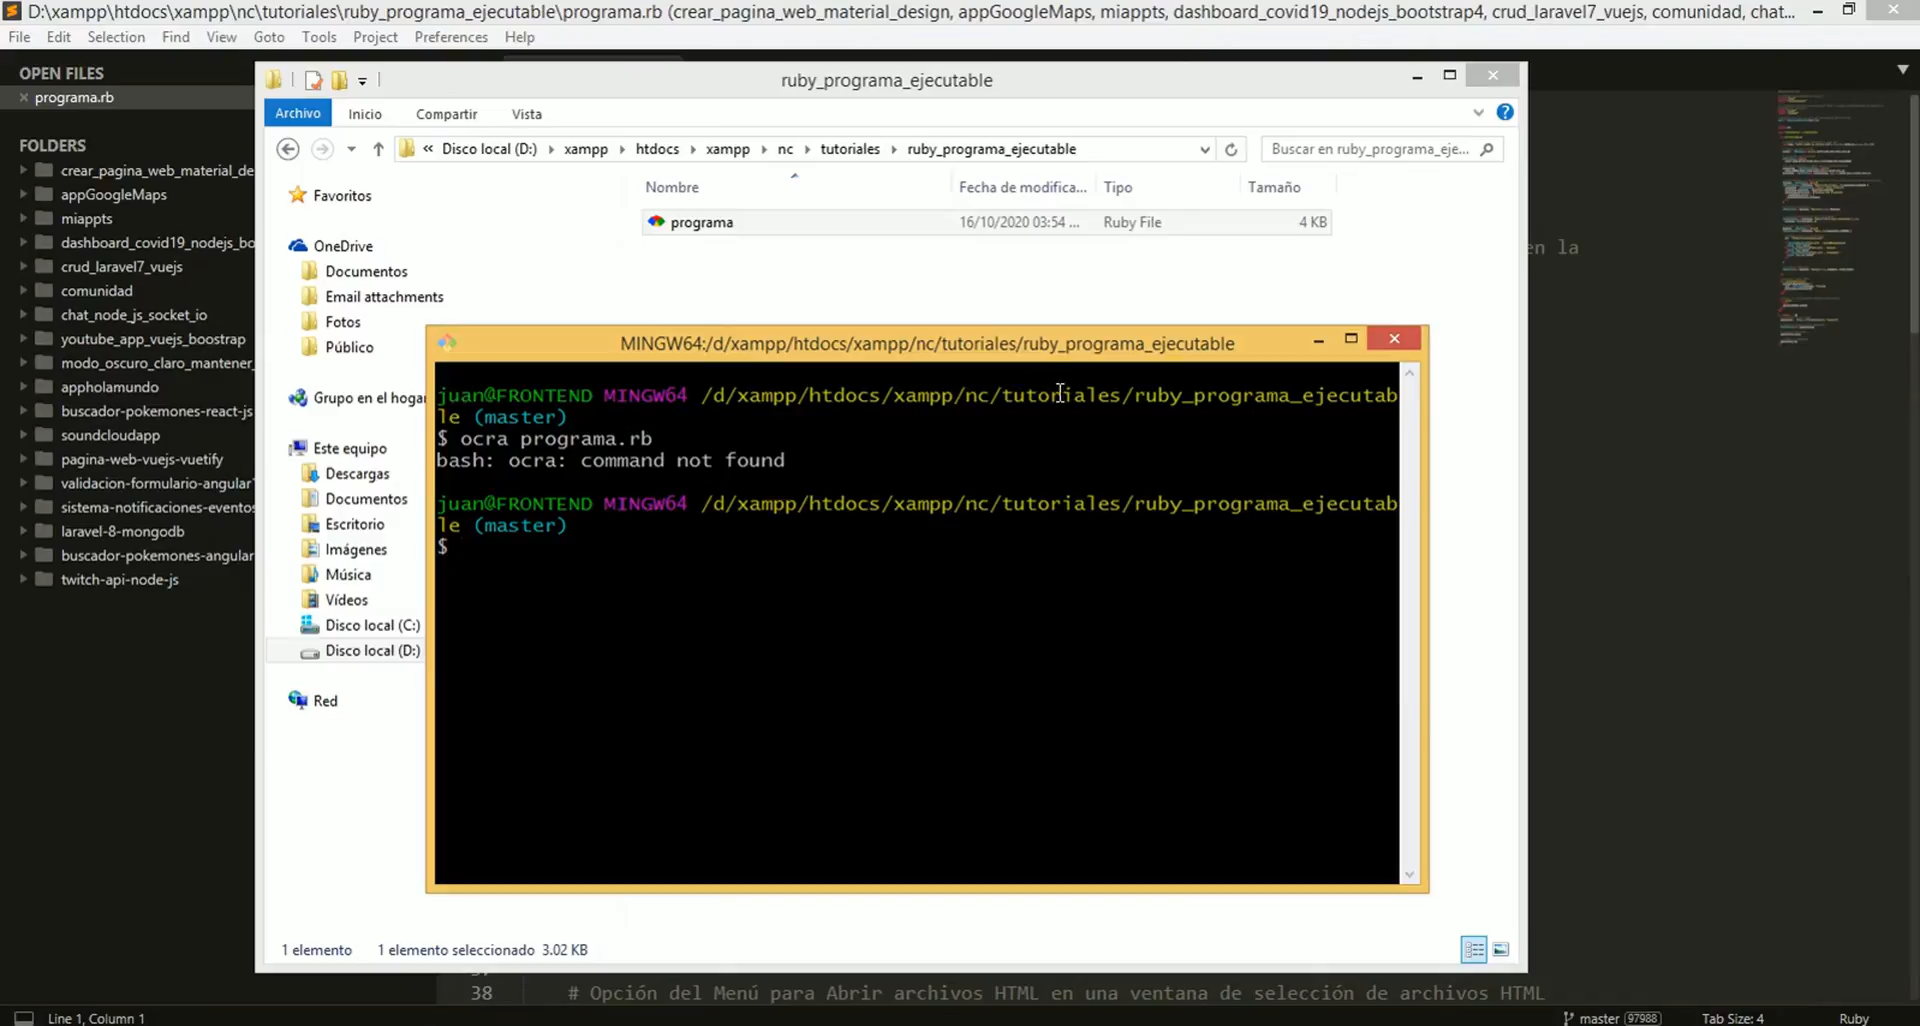 D:\xampp\htdocs\xampp\nc\tutoriales\ruby_programa_ejecutable\programa.rb (crear_pagina_web_material_design, appGoogleMaps, miappts, dashboard_covid19_nodejs_bootstrap4, crud_laravel7_vuejs, comunidad, chat...
File Edit Selection Find View Goto Tools Project Preferences Help
OPEN FILES
programa.rb
FOLDERS
crear_pagina_web_material_de
appGoogleMaps
miappts
dashboard_covid19_nodejs_bo
crud_laravel7_vuejs
comunidad
chat_node_js_socket_io
youtube_app_vuejs_boostrap
modo_oscuro_claro_mantener_
appholamundo
buscador-pokemones-react-js
soundcloudapp
pagina-web-vuejs-vuetify
validacion-formulario-angular
sistema-notificaciones-eventos
laravel-8-mongodb
buscador-pokemones-angular
twitch-api-node-js
ruby_programa_ejecutable
Archivo Inicio Compartir Vista
« Disco local (D:) xampp htdocs xampp nc tutoriales ruby_programa_ejecutable
Buscar en ruby_programa_eje...
Nombre Fecha de modifica... Tipo Tamaño
programa 16/10/2020 03:54 ... Ruby File 4 KB
Favoritos
OneDrive
Documentos
Email attachments
Fotos
Público
Grupo en el hogar
Este equipo
Descargas
Documentos
Escritorio
Imágenes
Música
Vídeos
Disco local (C:)
Disco local (D:)
Red
en la
MINGW64:/d/xampp/htdocs/xampp/nc/tutoriales/ruby_programa_ejecutable
juan@FRONTEND MINGW64 /d/xampp/htdocs/xampp/nc/tutoriales/ruby_programa_ejecutab
le (master)
$ ocra programa.rb
bash: ocra: command not found
juan@FRONTEND MINGW64 /d/xampp/htdocs/xampp/nc/tutoriales/ruby_programa_ejecutab
le (master)
$
1 elemento 1 elemento seleccionado 3.02 KB
38 # Opción del Menú para Abrir archivos HTML en una ventana de selección de archivos HTML
Line 1, Column 1 master 97988 Tab Size: 4 Ruby